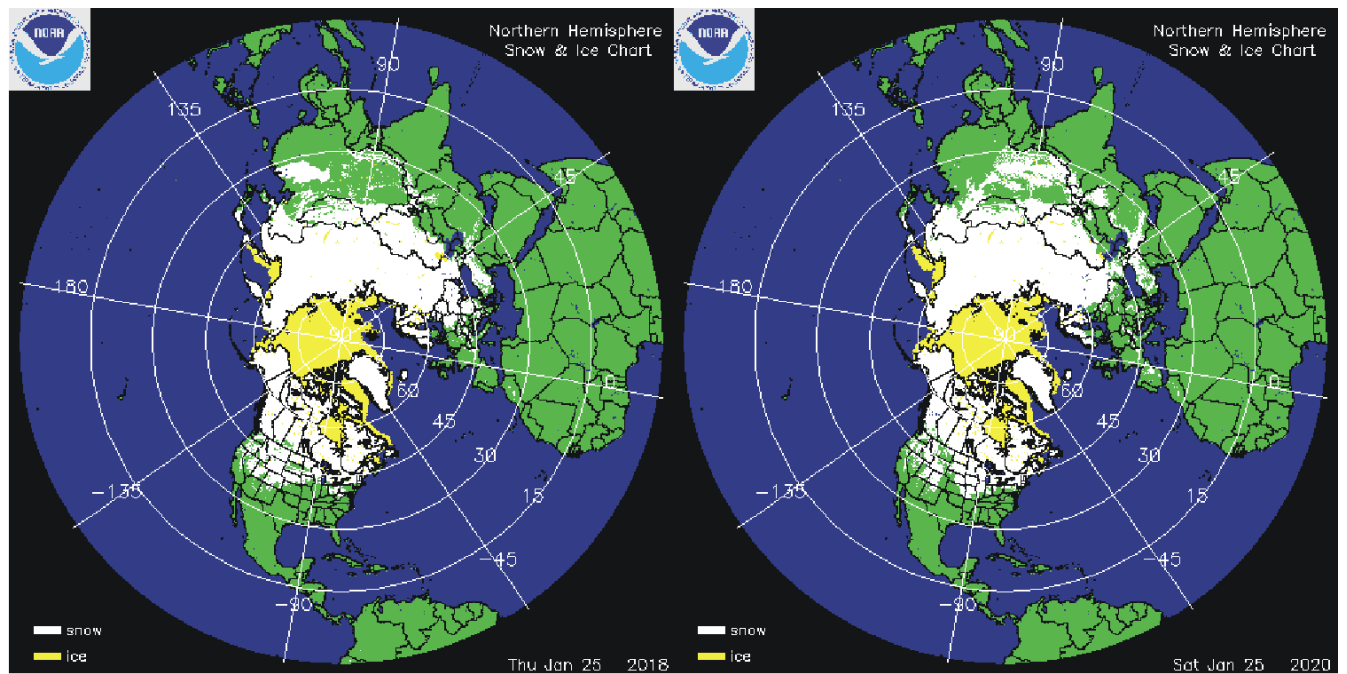 NOAA
Northern Hemisphere
Snow & Ice Chart
90
135
45
180
90
0
60
45
30
15
-135
-45
-90
snow
ice
Thu Jan 25 2018
NOAA
Northern Hemisphere
Snow & Ice Chart
90
135
45
180
90
0
60
45
30
15
-135
-45
-90
snow
ice
Sat Jan 25 2020